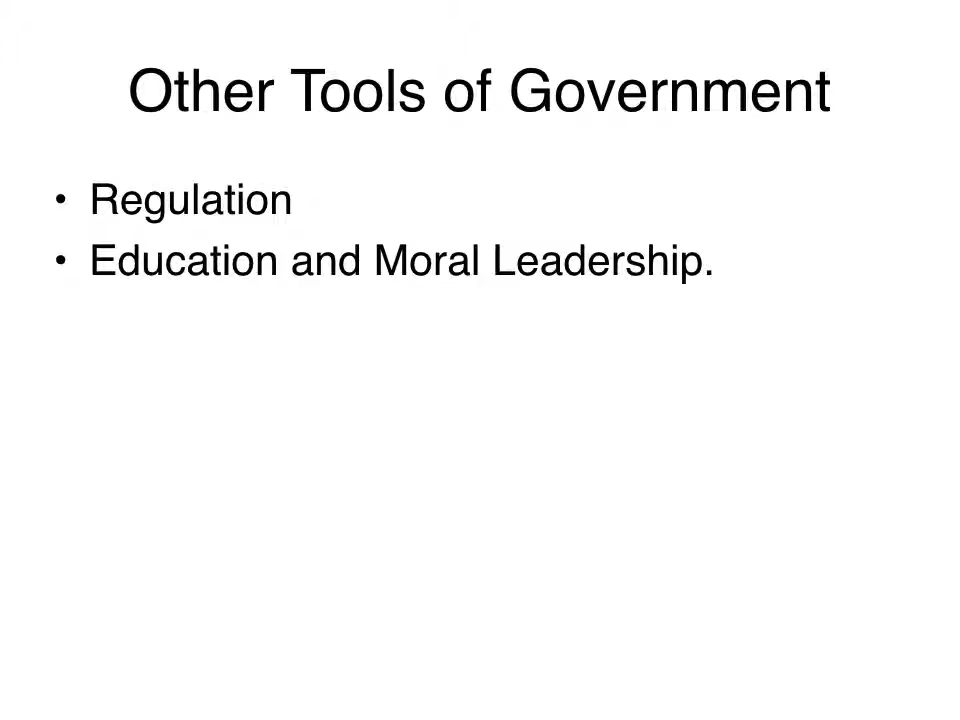 Other Tools of Government
• Regulation
• Education and Moral Leadership.